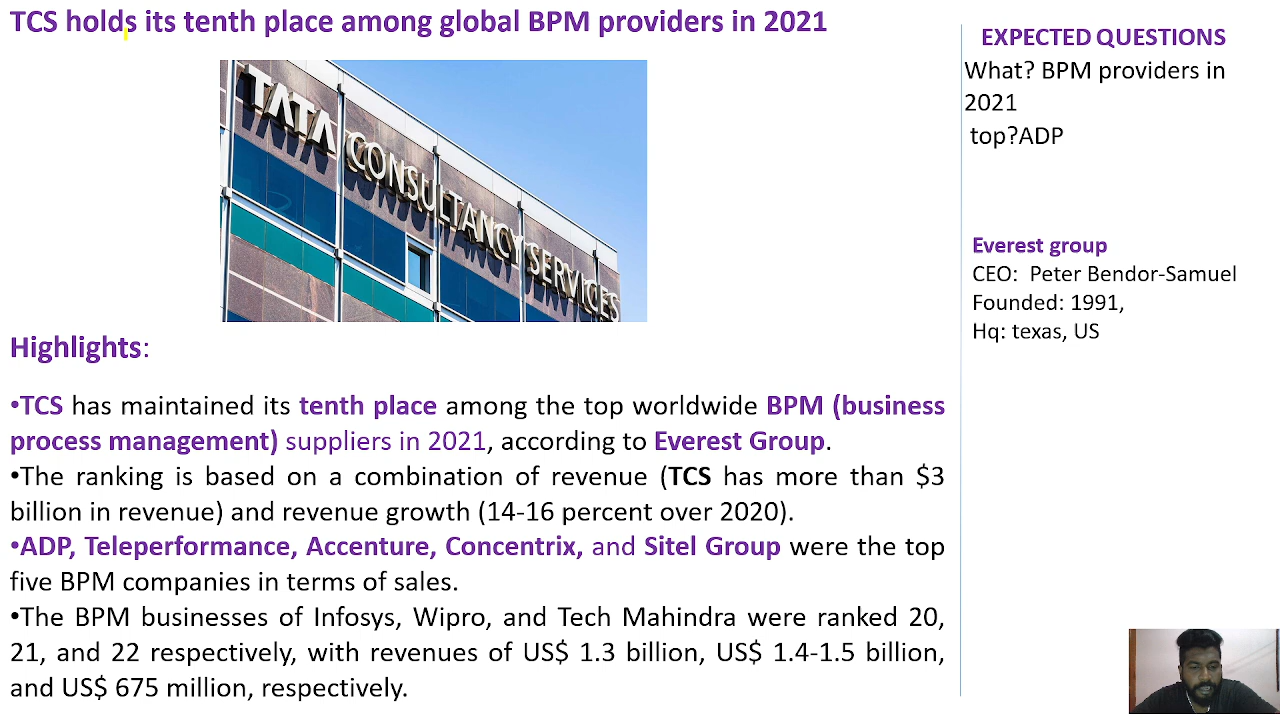 TCS holds its tenth place among global BPM providers in 2021
TATA CONSULTANCY SERVICES
Highlights:
•TCS has maintained its tenth place among the top worldwide BPM (business
process management) suppliers in 2021, according to Everest Group.
•The ranking is based on a combination of revenue (TCS has more than $3
billion in revenue) and revenue growth (14-16 percent over 2020).
•ADP, Teleperformance, Accenture, Concentrix, and Sitel Group were the top
five BPM companies in terms of sales.
•The BPM businesses of Infosys, Wipro, and Tech Mahindra were ranked 20,
21, and 22 respectively, with revenues of US$ 1.3 billion, US$ 1.4-1.5 billion,
and US$ 675 million, respectively.
EXPECTED QUESTIONS
What? BPM providers in
2021
top?ADP
Everest group
CEO: Peter Bendor-Samuel
Founded: 1991,
Hq: texas, US